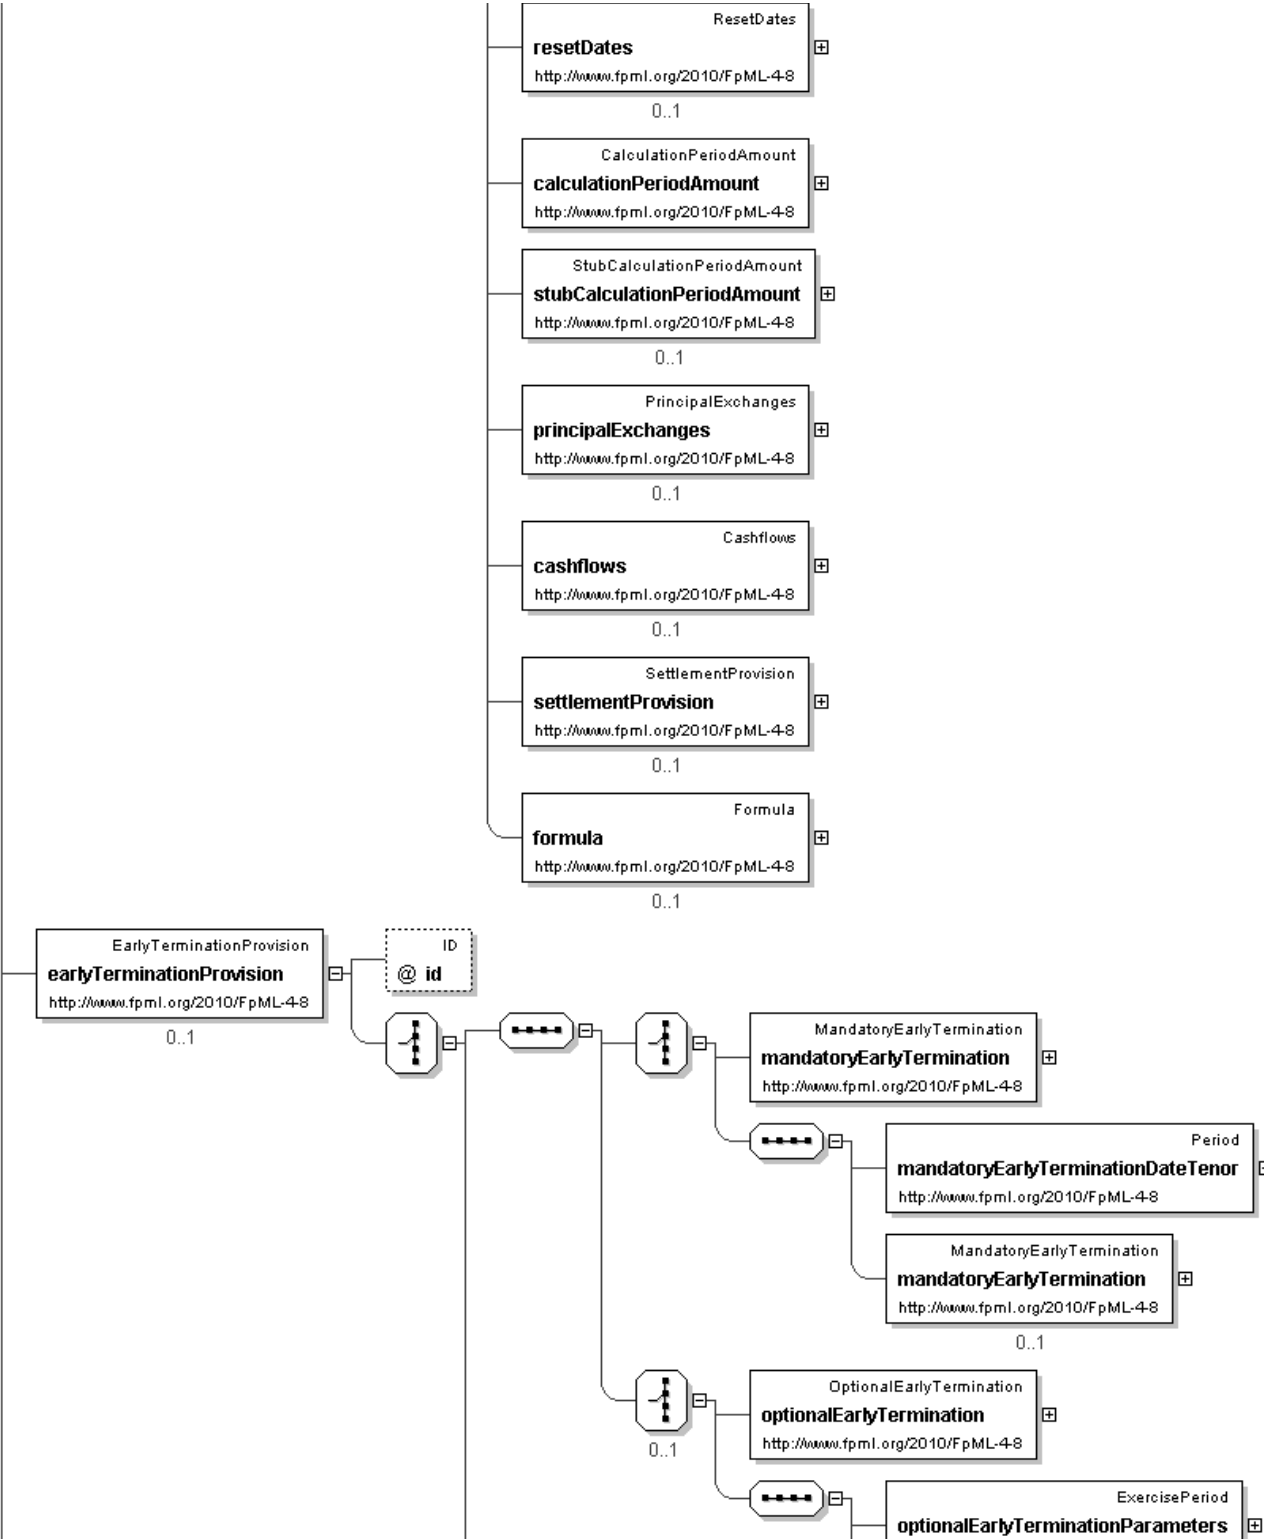 ResetDates
resetDates
http://www.fpml.org/2010/FpML-4-8
0..1
CalculationPeriodAmount
calculationPeriodAmount
http://www.fpml.org/2010/FpML-4-8
StubCalculationPeriodAmount
stubCalculationPeriodAmount
http://www.fpml.org/2010/FpML-4-8
0..1
PrincipalExchanges
principalExchanges
http://www.fpml.org/2010/FpML-4-8
0..1
Cashflows
cashflows
http://www.fpml.org/2010/FpML-4-8
0..1
SettlementProvision
settlementProvision
http://www.fpml.org/2010/FpML-4-8
0..1
Formula
formula
http://www.fpml.org/2010/FpML-4-8
0..1
EarlyTerminationProvision
earlyTerminationProvision
http://www.fpml.org/2010/FpML-4-8
0..1
ID
@ id
MandatoryEarlyTermination
mandatoryEarlyTermination
http://www.fpml.org/2010/FpML-4-8
Period
mandatoryEarlyTerminationDateTenor
http://www.fpml.org/2010/FpML-4-8
MandatoryEarlyTermination
mandatoryEarlyTermination
http://www.fpml.org/2010/FpML-4-8
0..1
0..1
OptionalEarlyTermination
optionalEarlyTermination
http://www.fpml.org/2010/FpML-4-8
ExercisePeriod
optionalEarlyTerminationParameters